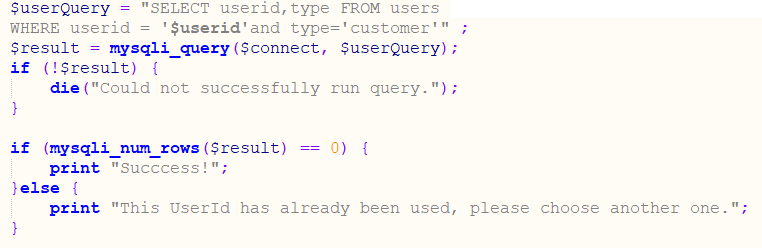 $userQuery = "SELECT userid,type FROM users
WHERE userid = '$userid'and type='customer'" ;
$result = mysqli_query($connect, $userQuery);
if (!$result) {
die("Could not successfully run query.");
}
if (mysqli_num_rows($result) == 0) {
print "Succcess!";
}else {
print "This UserId has already been used, please choose another one.";
}